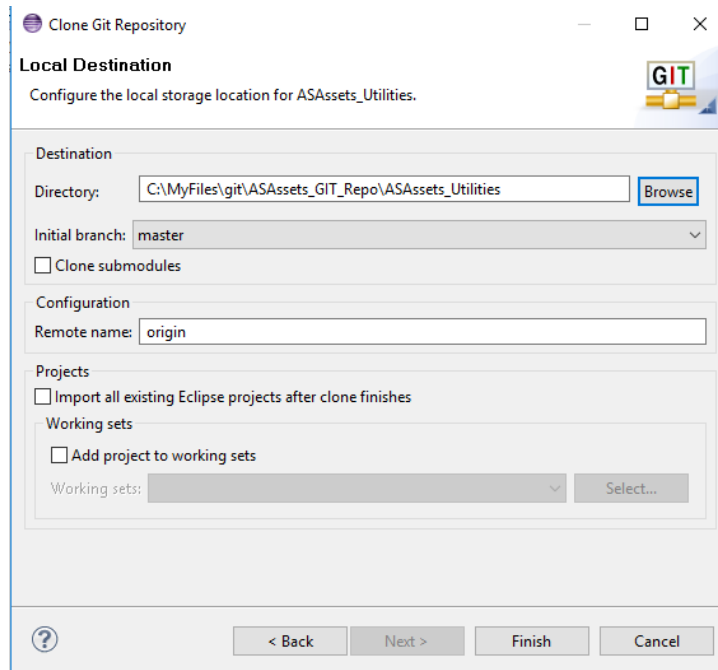 Clone Git Repository
Local Destination
GIT
Configure the local storage location for ASAssets_Utilities.
Destination
Directory: C:\MyFiles\git\ASAssets_GIT_Repo\ASAssets_Utilities Browse
Initial branch: master
Clone submodules
Configuration
Remote name: origin
Projects
Import all existing Eclipse projects after clone finishes
Working sets
Add project to working sets
Working sets: Select...
? < Back Next > Finish Cancel